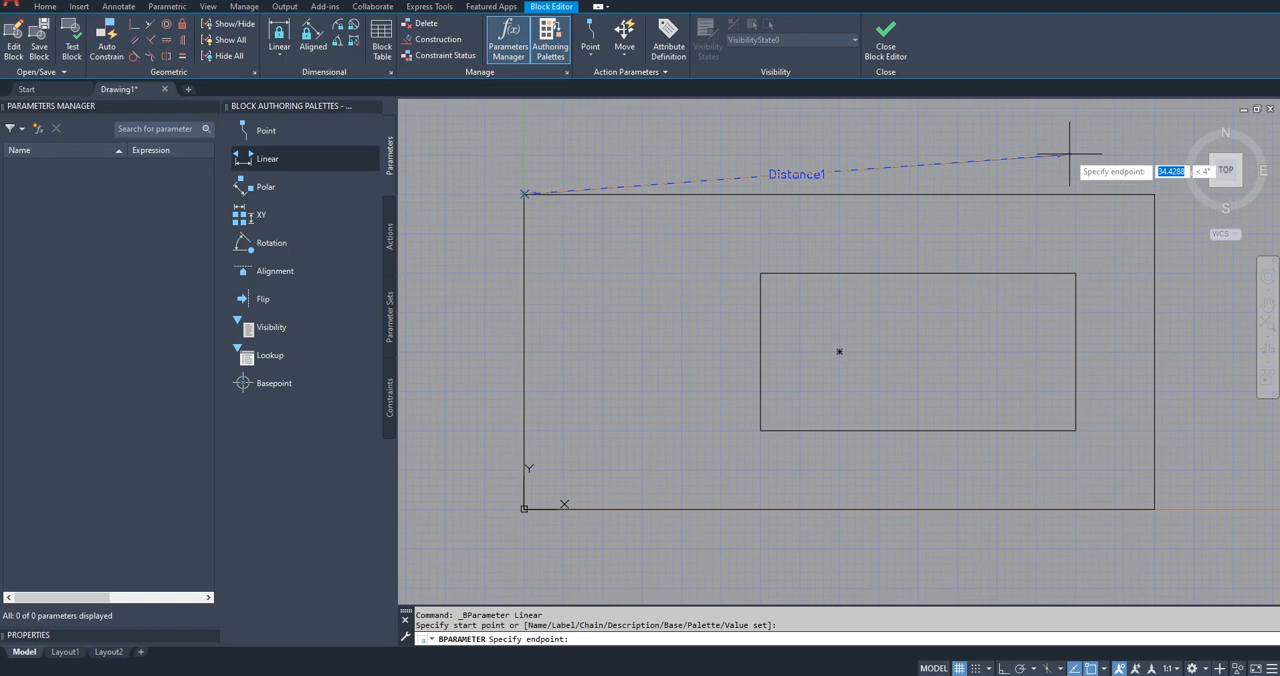 Home Insert Annotate Parametric View Manage Output Add-ins Collaborate Express Tools Featured Apps Block Editor
Edit Block
Save Block
Test Block
Auto Constrain
Show/Hide
Show All
Hide All
Linear
Aligned
Block Table
Delete
Construction
Constraint Status
Parameters Manager
Authoring Palettes
Point
Move
Attribute Definition
Visibility States
VisibilityState0
Close Block Editor
Open/Save Geometric Dimensional Manage Action Parameters Visibility Close
Start Drawing1*
PARAMETERS MANAGER
Search for parameter
Name Expression
All: 0 of 0 parameters displayed
PROPERTIES
BLOCK AUTHORING PALETTES - ...
Point
Linear
Polar
XY
Rotation
Alignment
Flip
Visibility
Lookup
Basepoint
Parameters
Actions
Parameter Sets
Constraints
Distance1
Specify endpoint: 34.4288 < 4°
N
TOP
E
S
WCS
Y
X
Command: _BParameter Linear
Specify start point or [Name/Label/Chain/Description/Base/Palette/Value set]:
BPARAMETER Specify endpoint:
Model Layout1 Layout2
MODEL 1:1